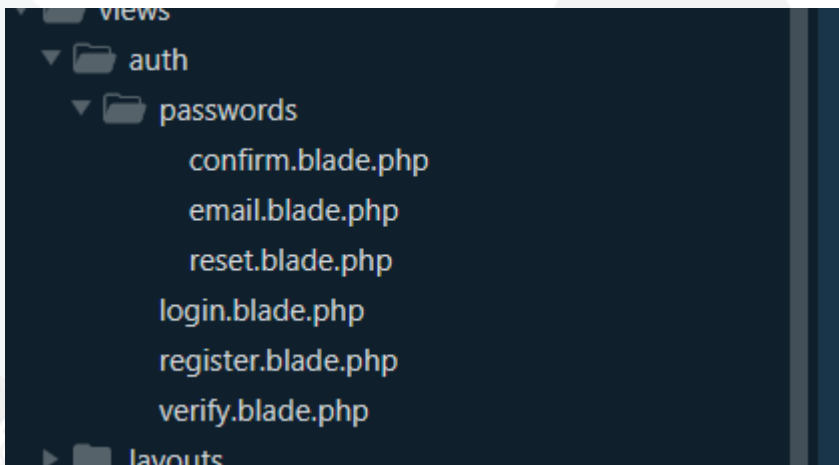 views
auth
passwords
confirm.blade.php
email.blade.php
reset.blade.php
login.blade.php
register.blade.php
verify.blade.php
layouts